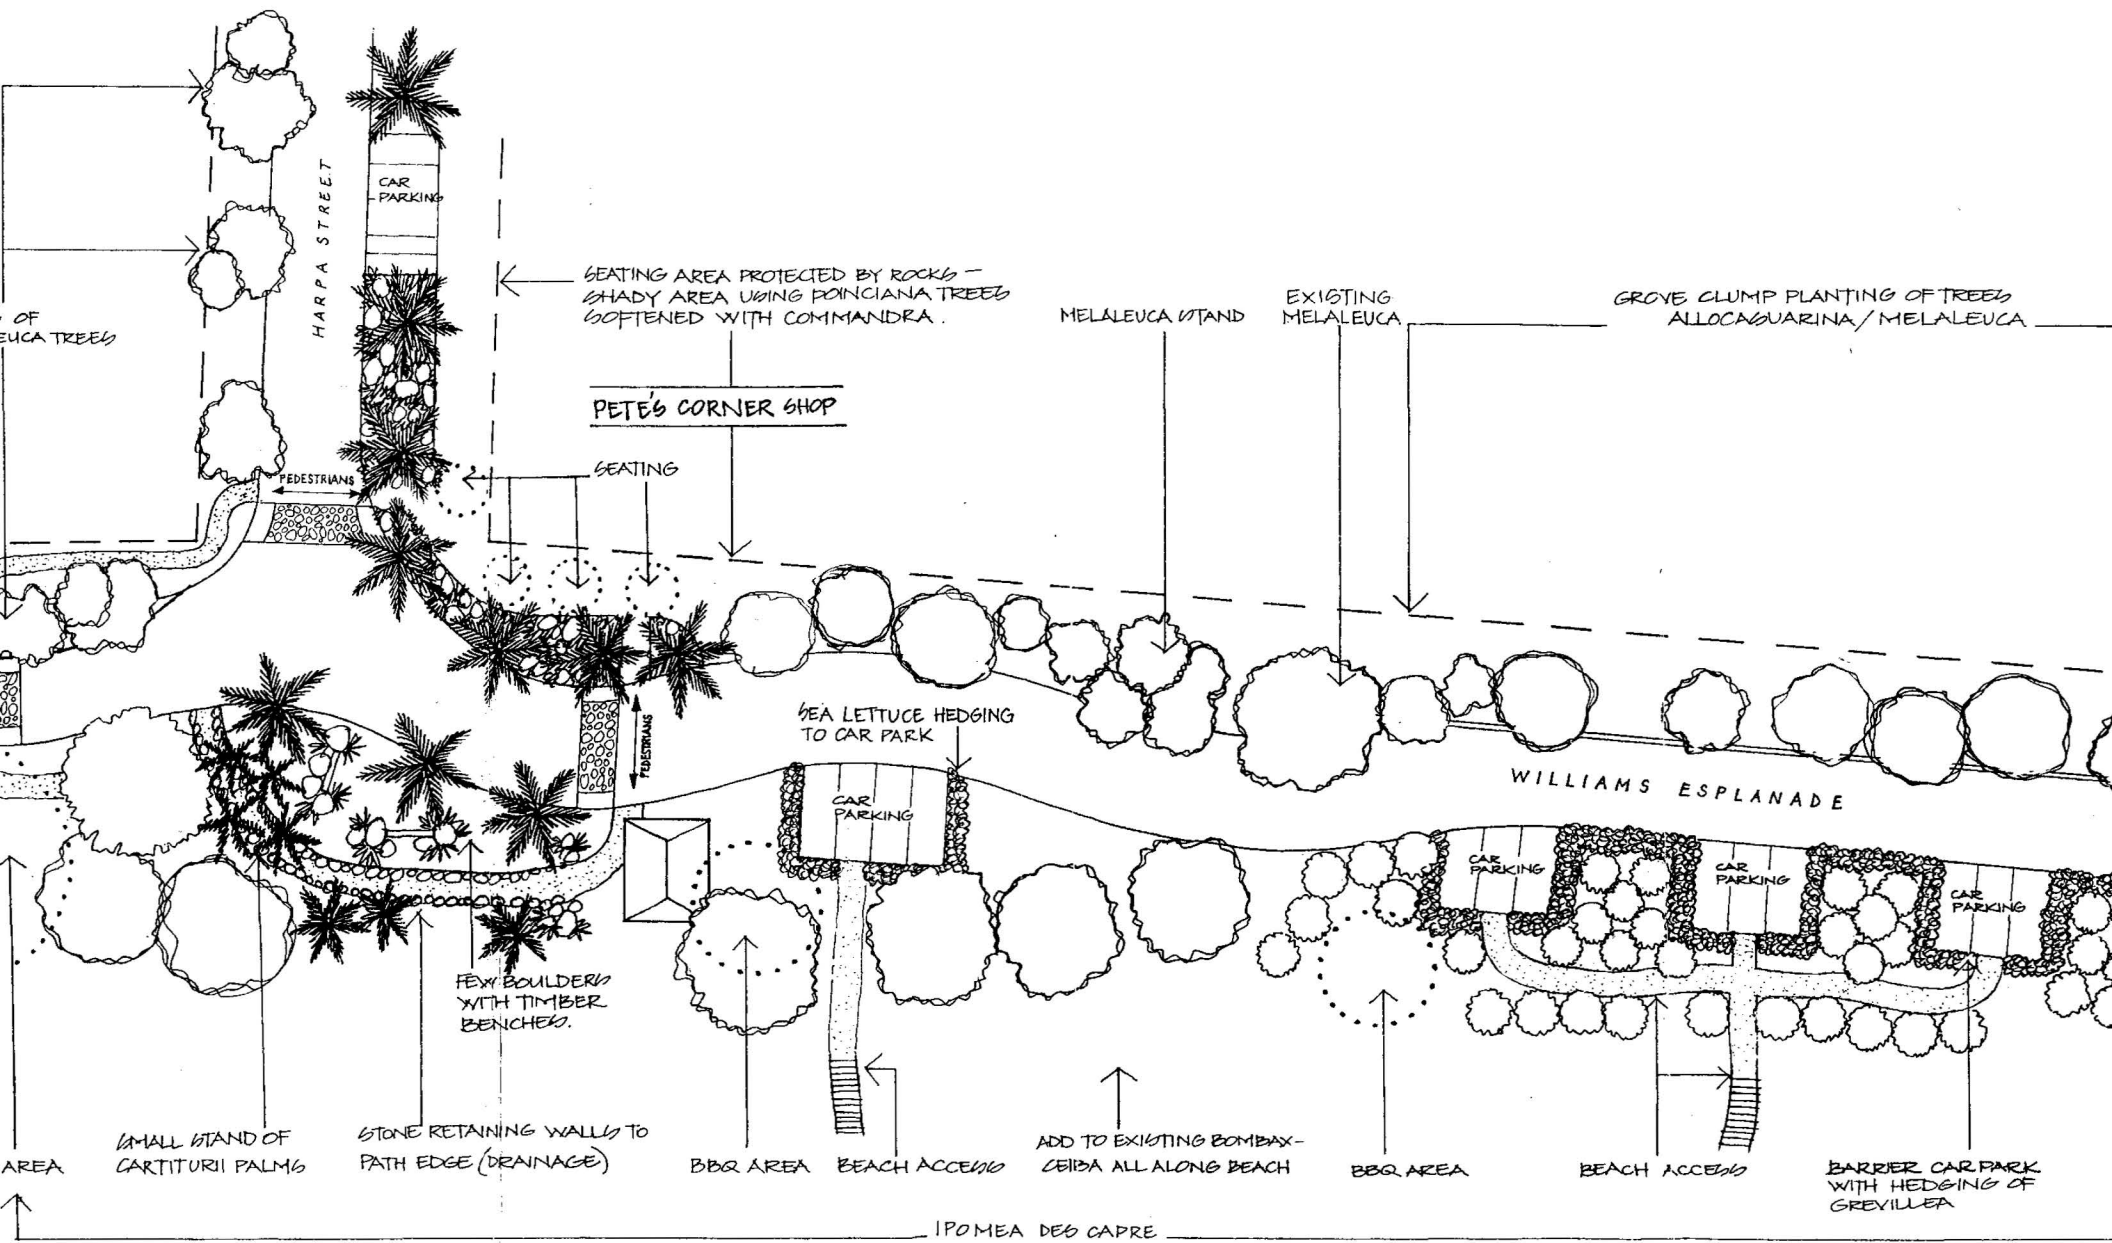 HARPA STREET
CAR
PARKING
SEATING AREA PROTECTED BY ROCKS –
SHADY AREA USING POINCIANA TREES
SOFTENED WITH COMMANDRA.
MELALEUCA STAND
EXISTING
MELALEUCA
GROVE CLUMP PLANTING OF TREES
ALLOCASUARINA/MELALEUCA
OF
EUCA TREES
PETE'S CORNER SHOP
SEATING
PEDESTRIANS
PEDESTRIANS
SEA LETTUCE HEDGING
TO CAR PARK
WILLIAMS ESPLANADE
CAR
PARKING
CAR
PARKING
CAR
PARKING
CAR
PARKING
FEW BOULDERS
WITH TIMBER
BENCHES.
AREA
SMALL STAND OF
CARTITURII PALMS
STONE RETAINING WALLS TO
PATH EDGE (DRAINAGE)
BBQ AREA
BEACH ACCESS
ADD TO EXISTING BOMBAX-
CEIBA ALL ALONG BEACH
BBQ AREA
BEACH ACCESS
BARRIER CAR PARK
WITH HEDGING OF
GREVILLEA
IPOMEA DES CAPRE